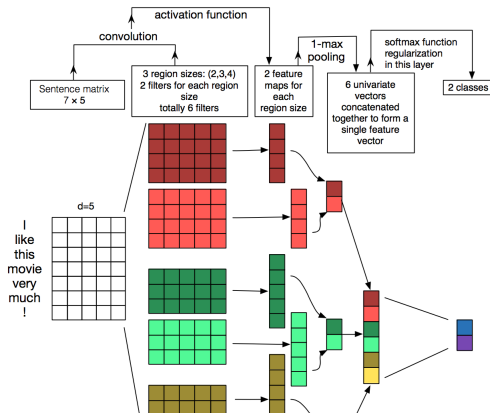 activation function
convolution
1-max
pooling
softmax function
regularization
in this layer
Sentence matrix
7 × 5
3 region sizes: (2,3,4)
2 filters for each region
size
totally 6 filters
2 feature
maps for
each
region size
6 univariate
vectors
concatenated
together to form a
single feature
vector
2 classes
d=5
I
like
this
movie
very
much
!